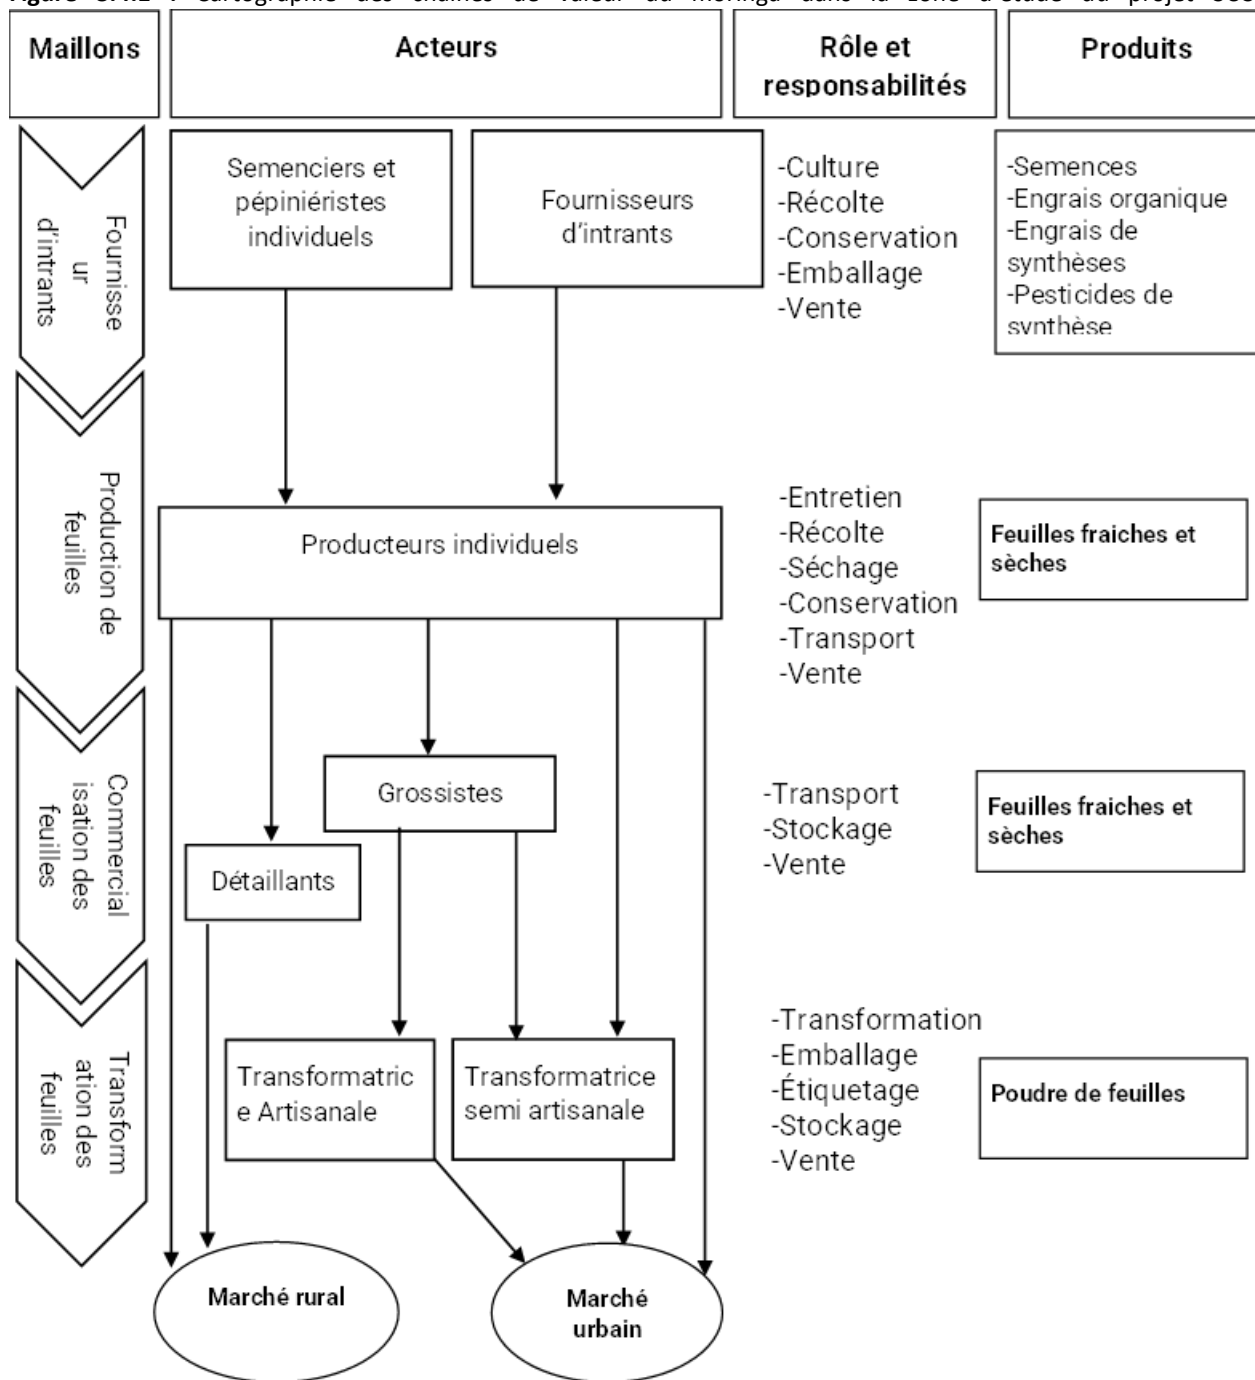 Maillons
Acteurs
Rôle et
responsabilités
Produits
Fournisse
ur
d'intrants
Semenciers et
pépiniéristes
individuels
Fournisseurs
d'intrants
-Culture
-Récolte
-Conservation
-Emballage
-Vente
-Semences
-Engrais organique
-Engrais de
synthèses
-Pesticides de
synthèse
Production de
feuilles
Producteurs individuels
-Entretien
-Récolte
-Séchage
-Conservation
-Transport
-Vente
Feuilles fraiches et
sèches
Commercial
isation des
feuilles
Grossistes
Détaillants
-Transport
-Stockage
-Vente
Feuilles fraiches et
sèches
Transform
ation des
feuilles
Transformatric
e Artisanale
Transformatrice
semi artisanale
-Transformation
-Emballage
-Étiquetage
-Stockage
-Vente
Poudre de feuilles
Marché rural
Marché
urbain